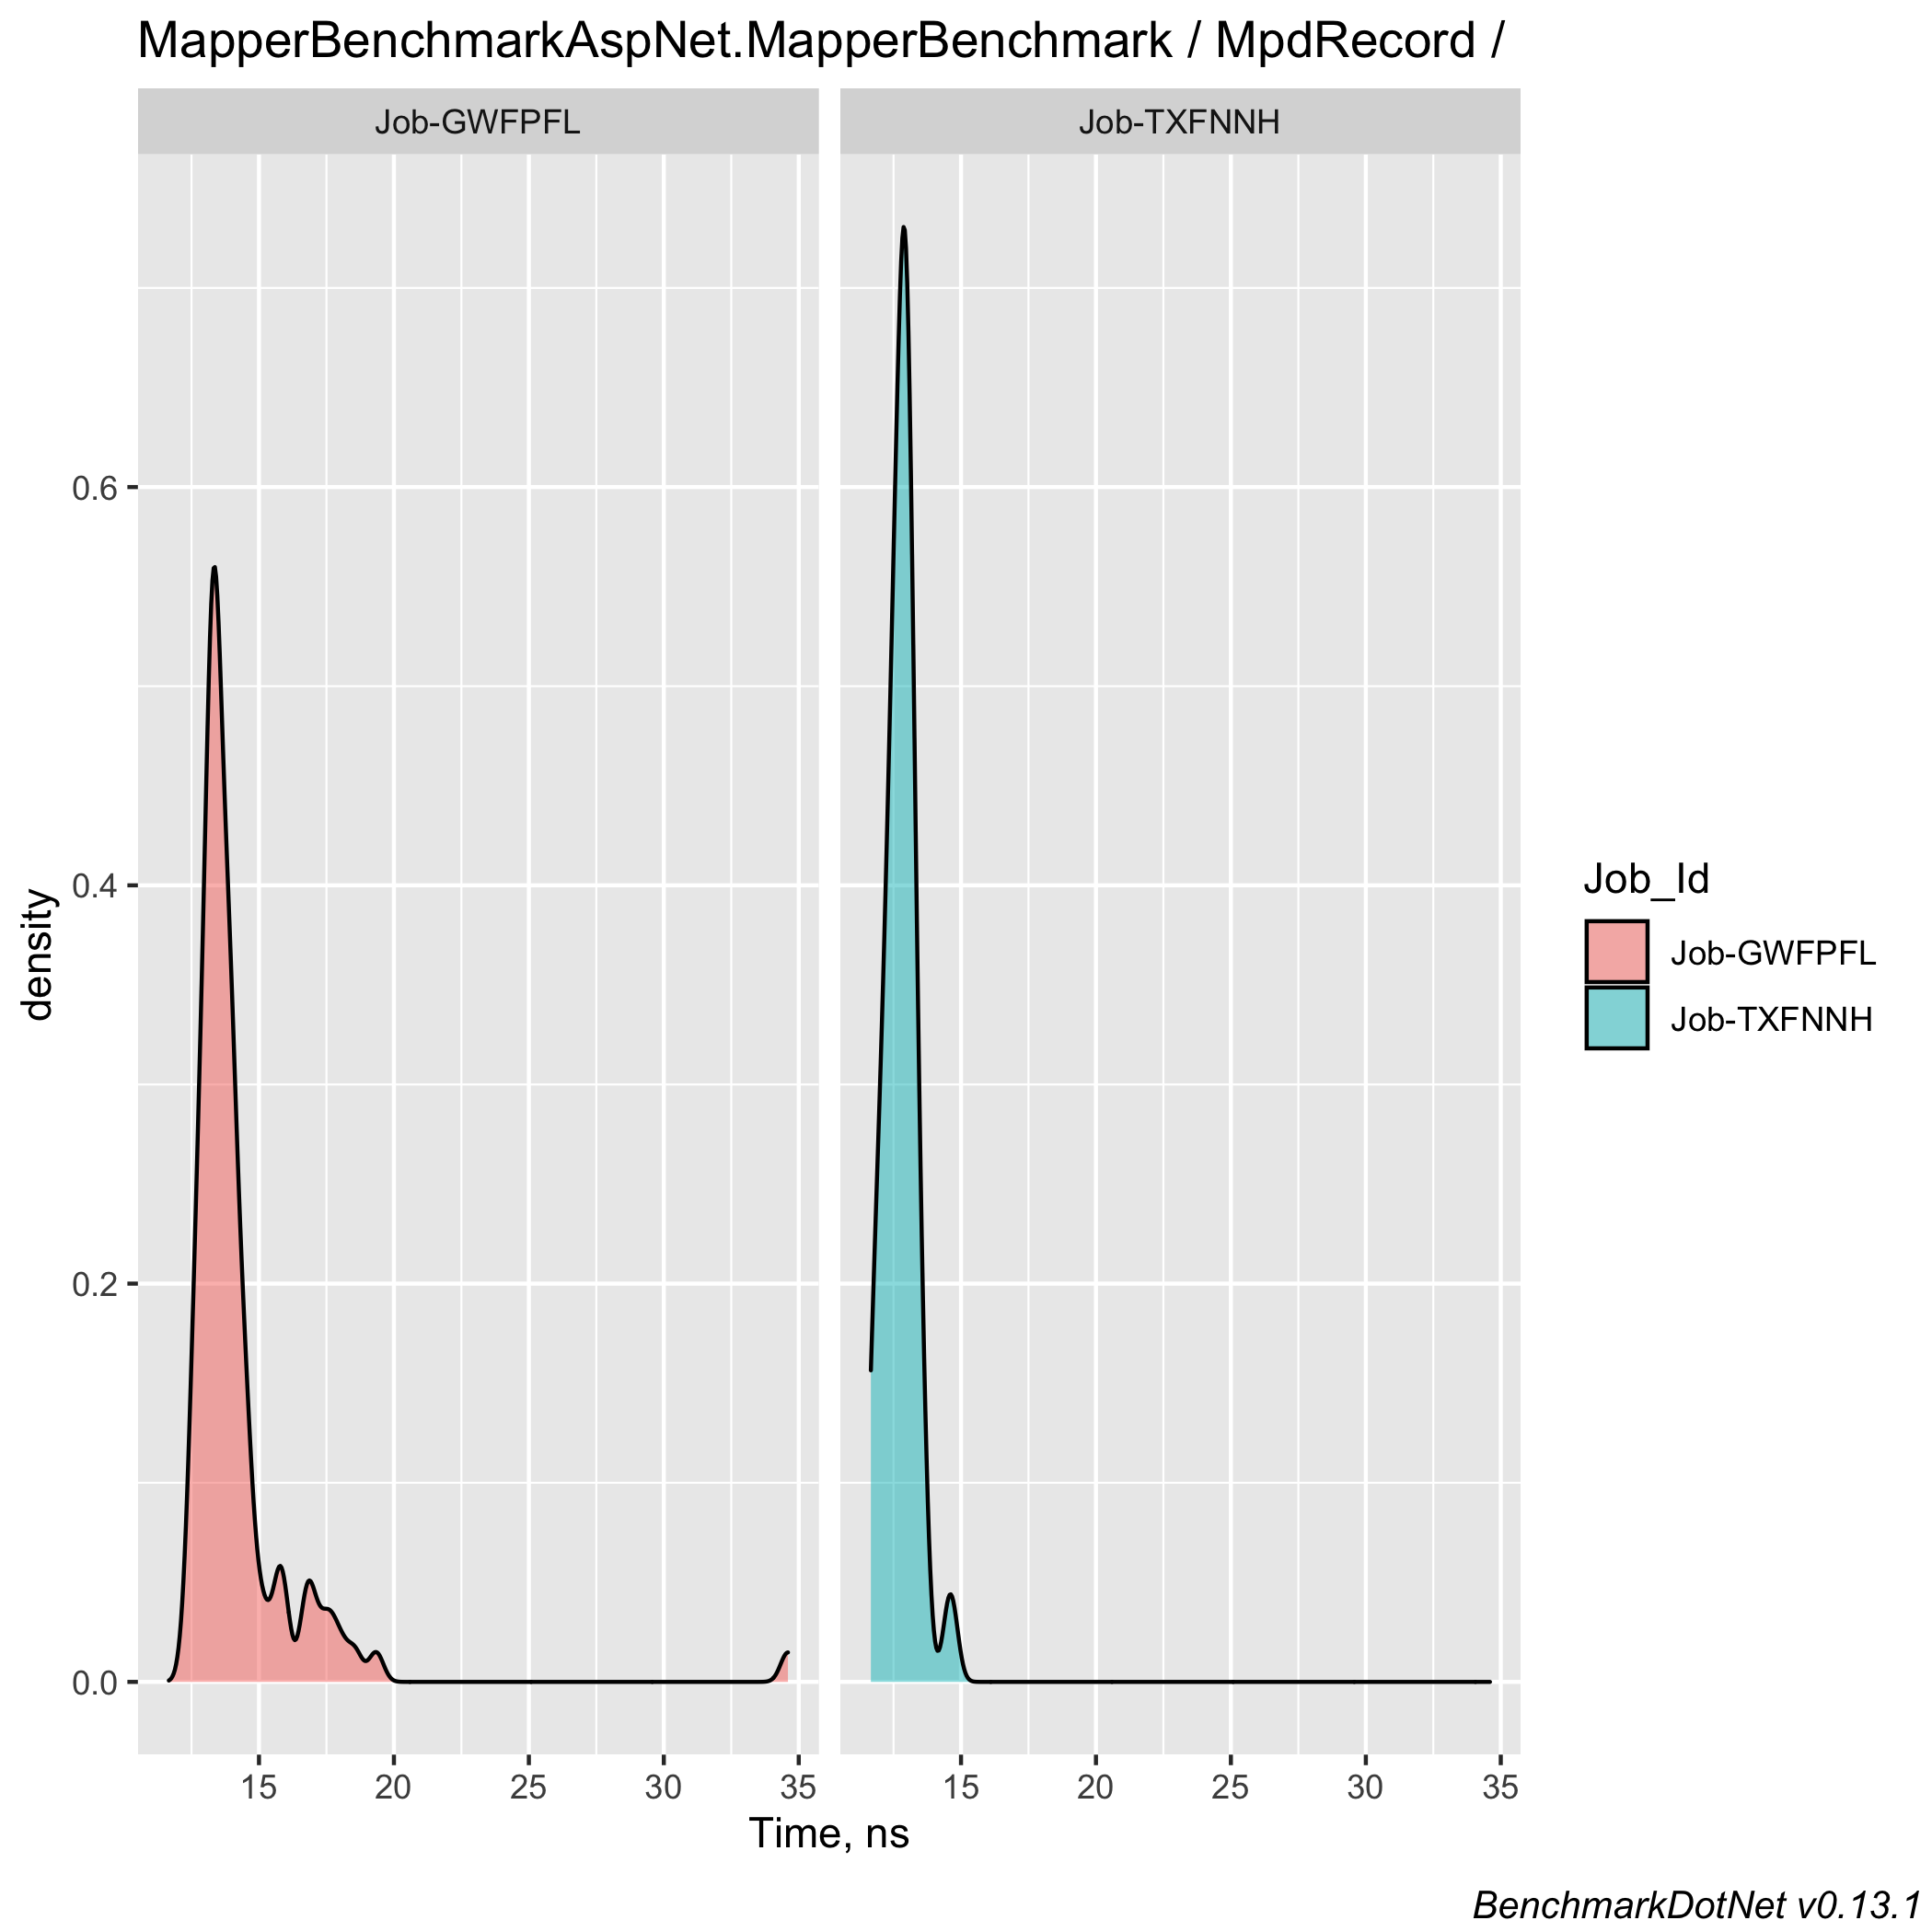 MapperBenchmarkAspNet.MapperBenchmark / MpdRecord /
Job-GWFPFL
Job-TXFNNH
0.6
0.4
0.2
0.0
density
15 20 25 30 35
15 20 25 30 35
Time, ns
Job_Id
Job-GWFPFL
Job-TXFNNH
BenchmarkDotNet v0.13.1